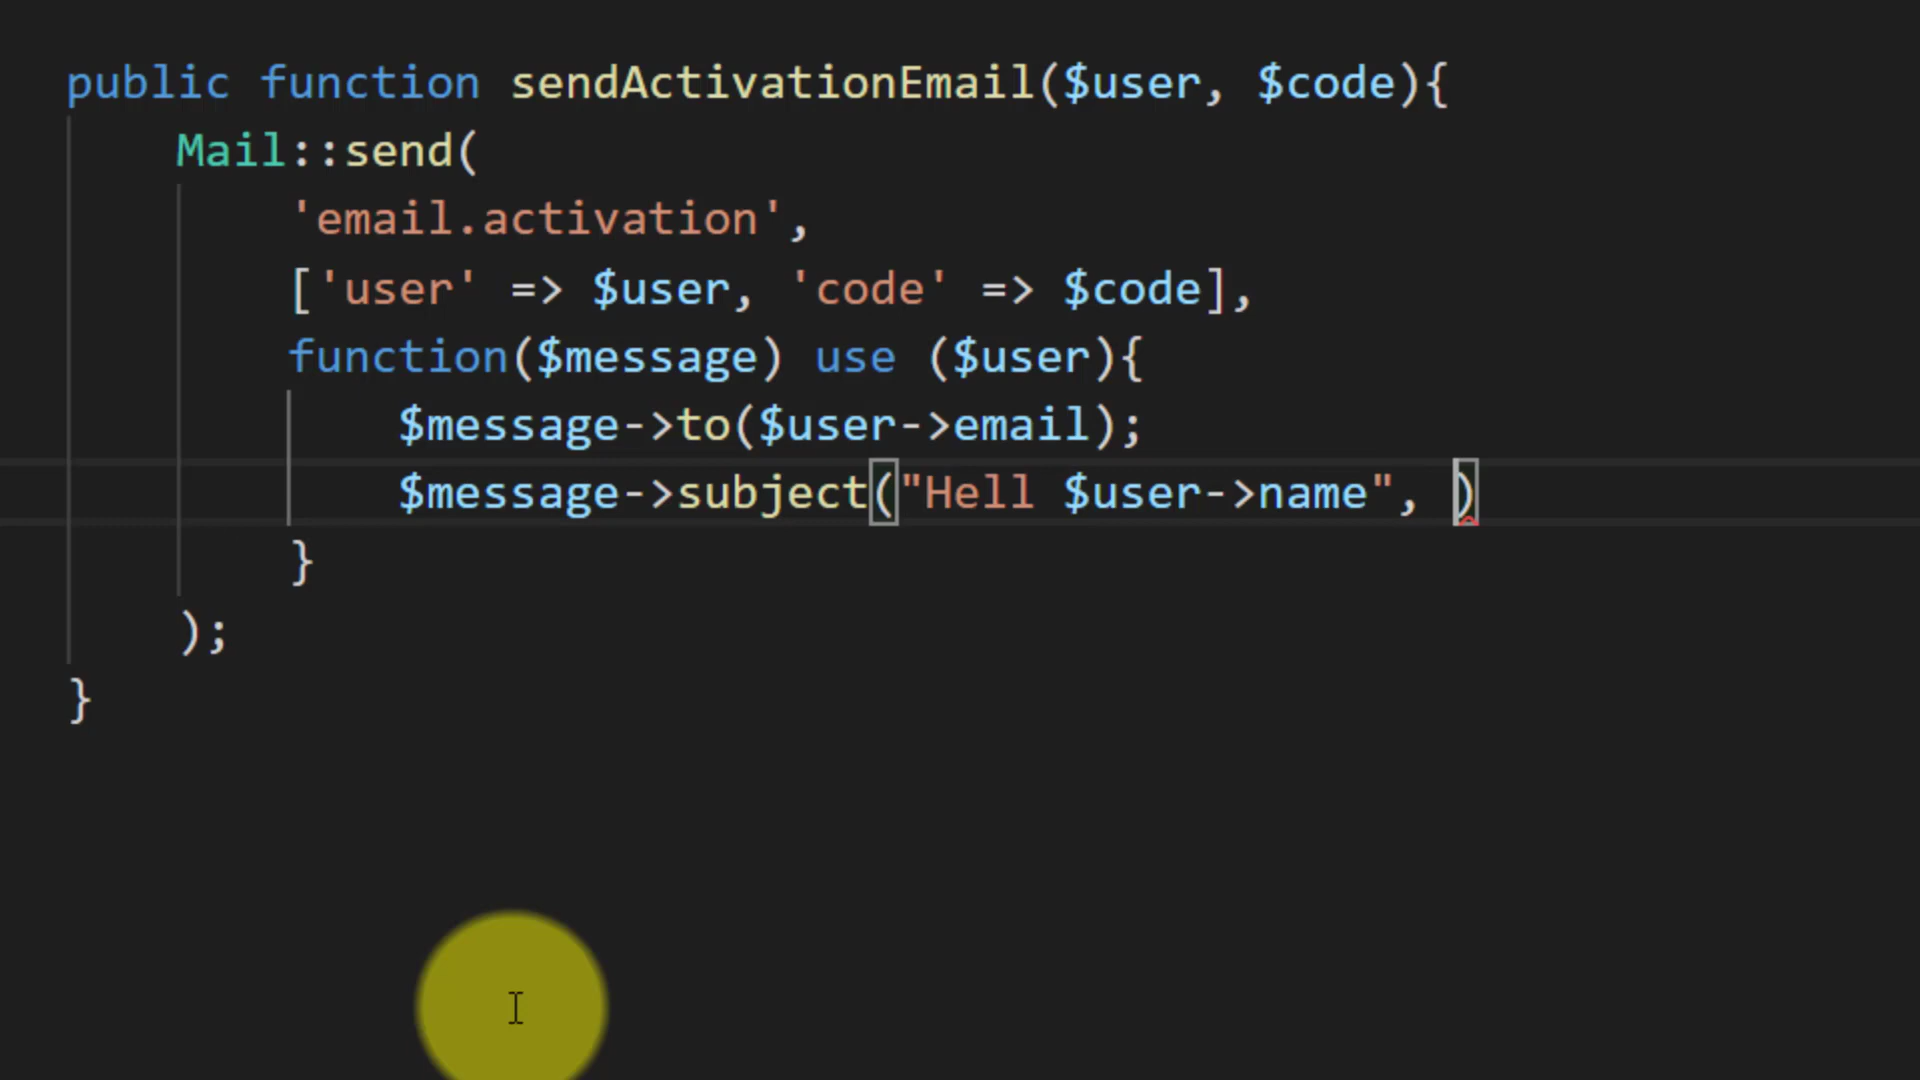 public function sendActivationEmail($user, $code){
Mail::send(
'email.activation',
['user' => $user, 'code' => $code],
function($message) use ($user){
$message->to($user->email);
$message->subject("Hell $user->name", )
}
);
}